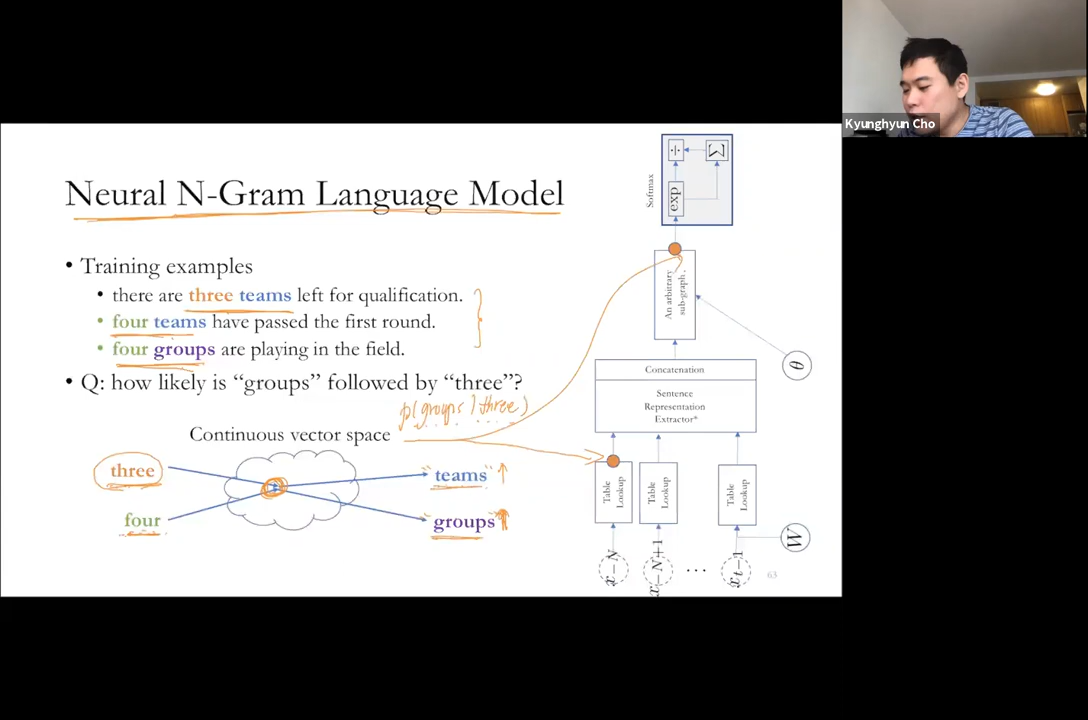 Kyunghyun Cho
Neural N-Gram Language Model
• Training examples
• there are three teams left for qualification.
• four teams have passed the first round.
• four groups are playing in the field.
• Q: how likely is “groups” followed by “three”?
p(groups | three)
Continuous vector space
three
four
"teams"
"groups"
Softmax
÷
Σ
exp
An arbitrary
sub-graph
θ
Concatenation
Sentence
Representation
Extractor*
Table
Lookup
Table
Lookup
Table
Lookup
W
x−N
x−N+1
...
xt−1
63